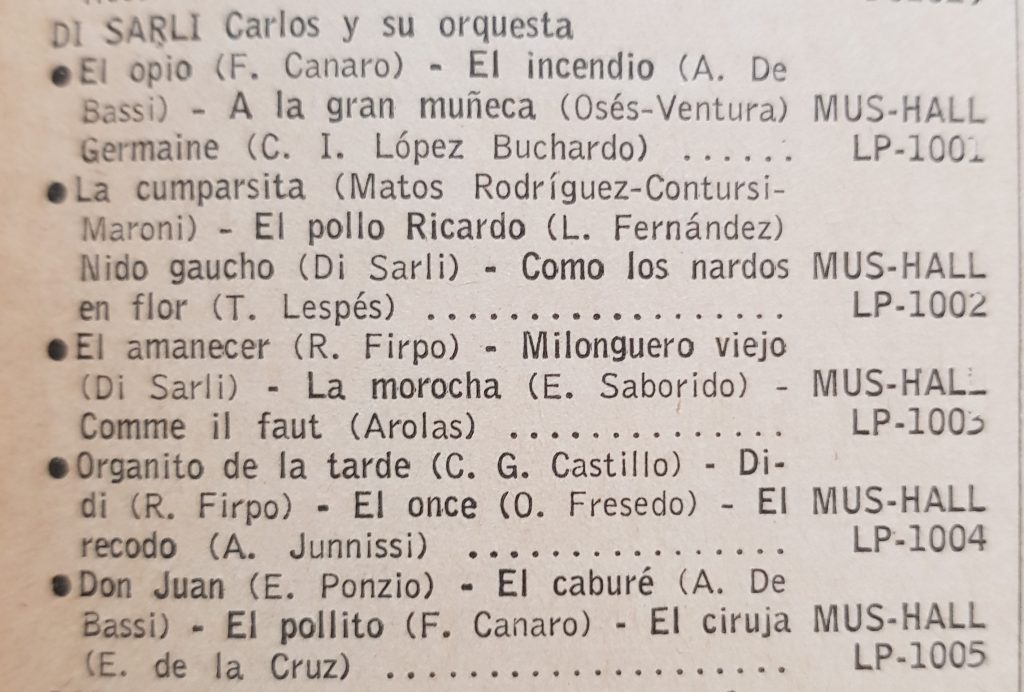 DI SARLI Carlos y su orquesta
●El opio (F. Canaro) - El incendio (A. De
Bassi) - A la gran muñeca (Osés-Ventura) MUS-HALL
Germaine (C. I. López Buchardo) ...... LP-1001
●La cumparsita (Matos Rodríguez-Contursi-
Maroni) - El pollo Ricardo (L. Fernández)
Nido gaucho (Di Sarli) - Como los nardos MUS-HALL
en flor (T. Lespés) .................. LP-1002
●El amanecer (R. Firpo) - Milonguero viejo
(Di Sarli) - La morocha (E. Saborido) - MUS-HALL
Comme il faut (Arolas) .............. LP-1003
●Organito de la tarde (C. G. Castillo) - Di-
di (R. Firpo) - El once (O. Fresedo) - El MUS-HALL
recodo (A. Junnissi) ................ LP-1004
●Don Juan (E. Ponzio) - El caburé (A. De
Bassi) - El pollito (F. Canaro) - El ciruja MUS-HALL
(E. de la Cruz) .................... LP-1005